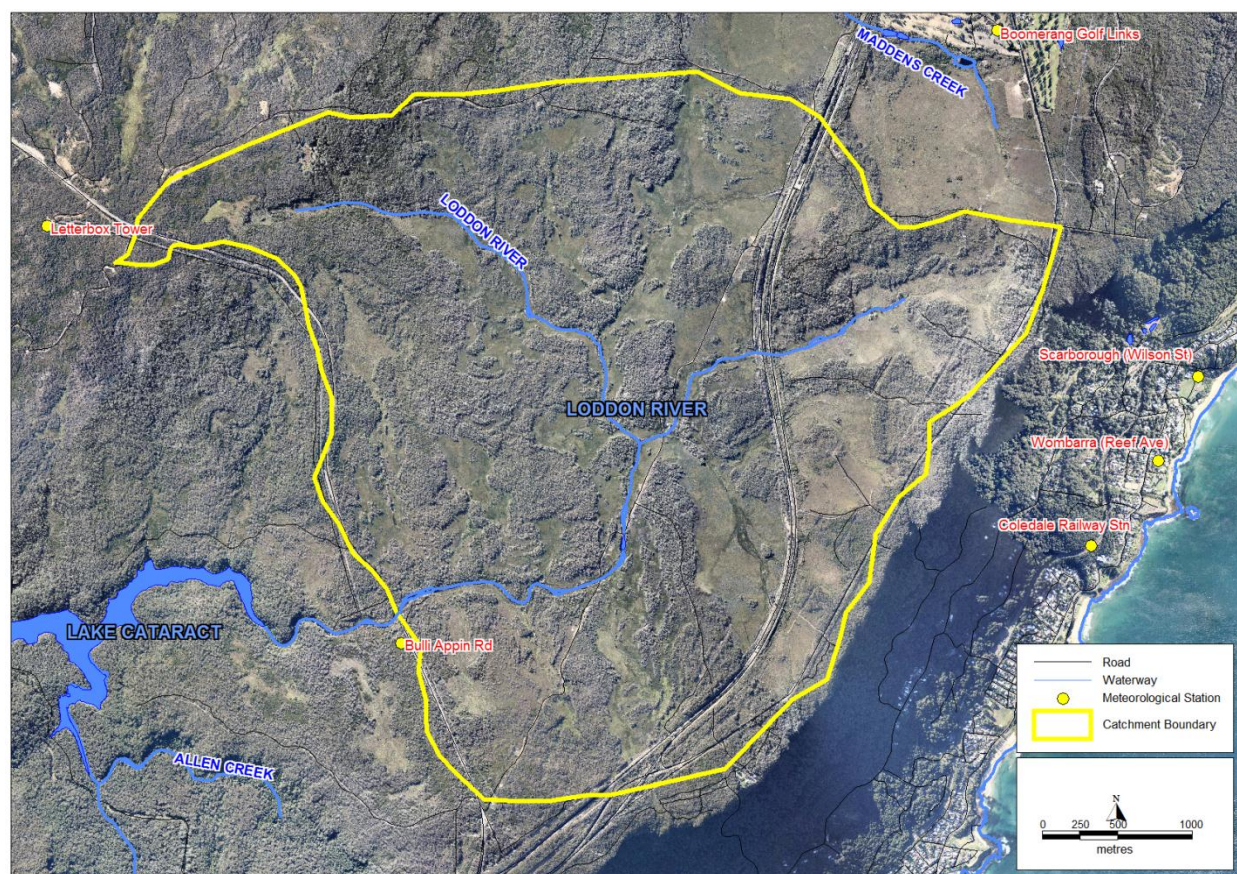 Boomerang Golf Links
MADDENS CREEK
Letterbox Tower
LODDON RIVER
Scarborough (Wilson St)
LODDON RIVER
Wombarra (Reef Ave)
Coledale Railway Stn
LAKE CATARACT
Bulli Appin Rd
ALLEN CREEK
Road
Waterway
Meteorological Station
Catchment Boundary
N
0 250 500 1000
metres